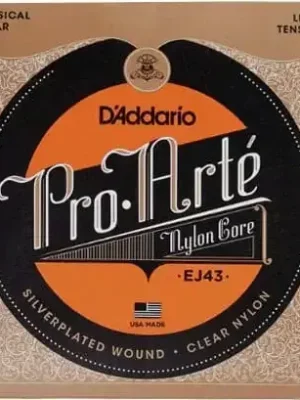 D'Addario
Pro·Arté
Nylon Core
EJ43
USA MADE
SILVERPLATED WOUND · CLEAR NYLON